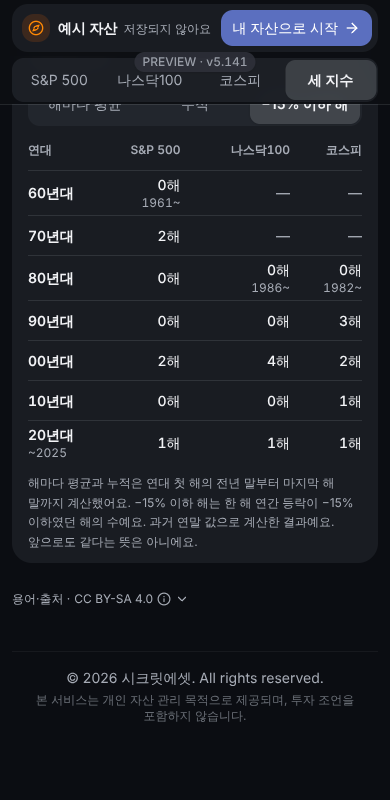 예시 자산 저장되지 않아요 내 자산으로 시작 →
PREVIEW · v5.141
S&P 500 나스닥100 코스피 세 지수
해마다 평균 누적 −15% 이하 해
연대 S&P 500 나스닥100 코스피
60년대 0해 — —
1961~
70년대 2해 — —
80년대 0해 0해 0해
1986~ 1982~
90년대 0해 0해 3해
00년대 2해 4해 2해
10년대 0해 0해 1해
20년대 1해 1해 1해
~2025
해마다 평균과 누적은 연대 첫 해의 전년 말부터 마지막 해
말까지 계산했어요. −15% 이하 해는 한 해 연간 등락이 −15%
이하였던 해의 수예요. 과거 연말 값으로 계산한 결과예요.
앞으로도 같다는 뜻은 아니에요.
용어·출처 · CC BY-SA 4.0
© 2026 시크릿에셋. All rights reserved.
본 서비스는 개인 자산 관리 목적으로 제공되며, 투자 조언을
포함하지 않습니다.